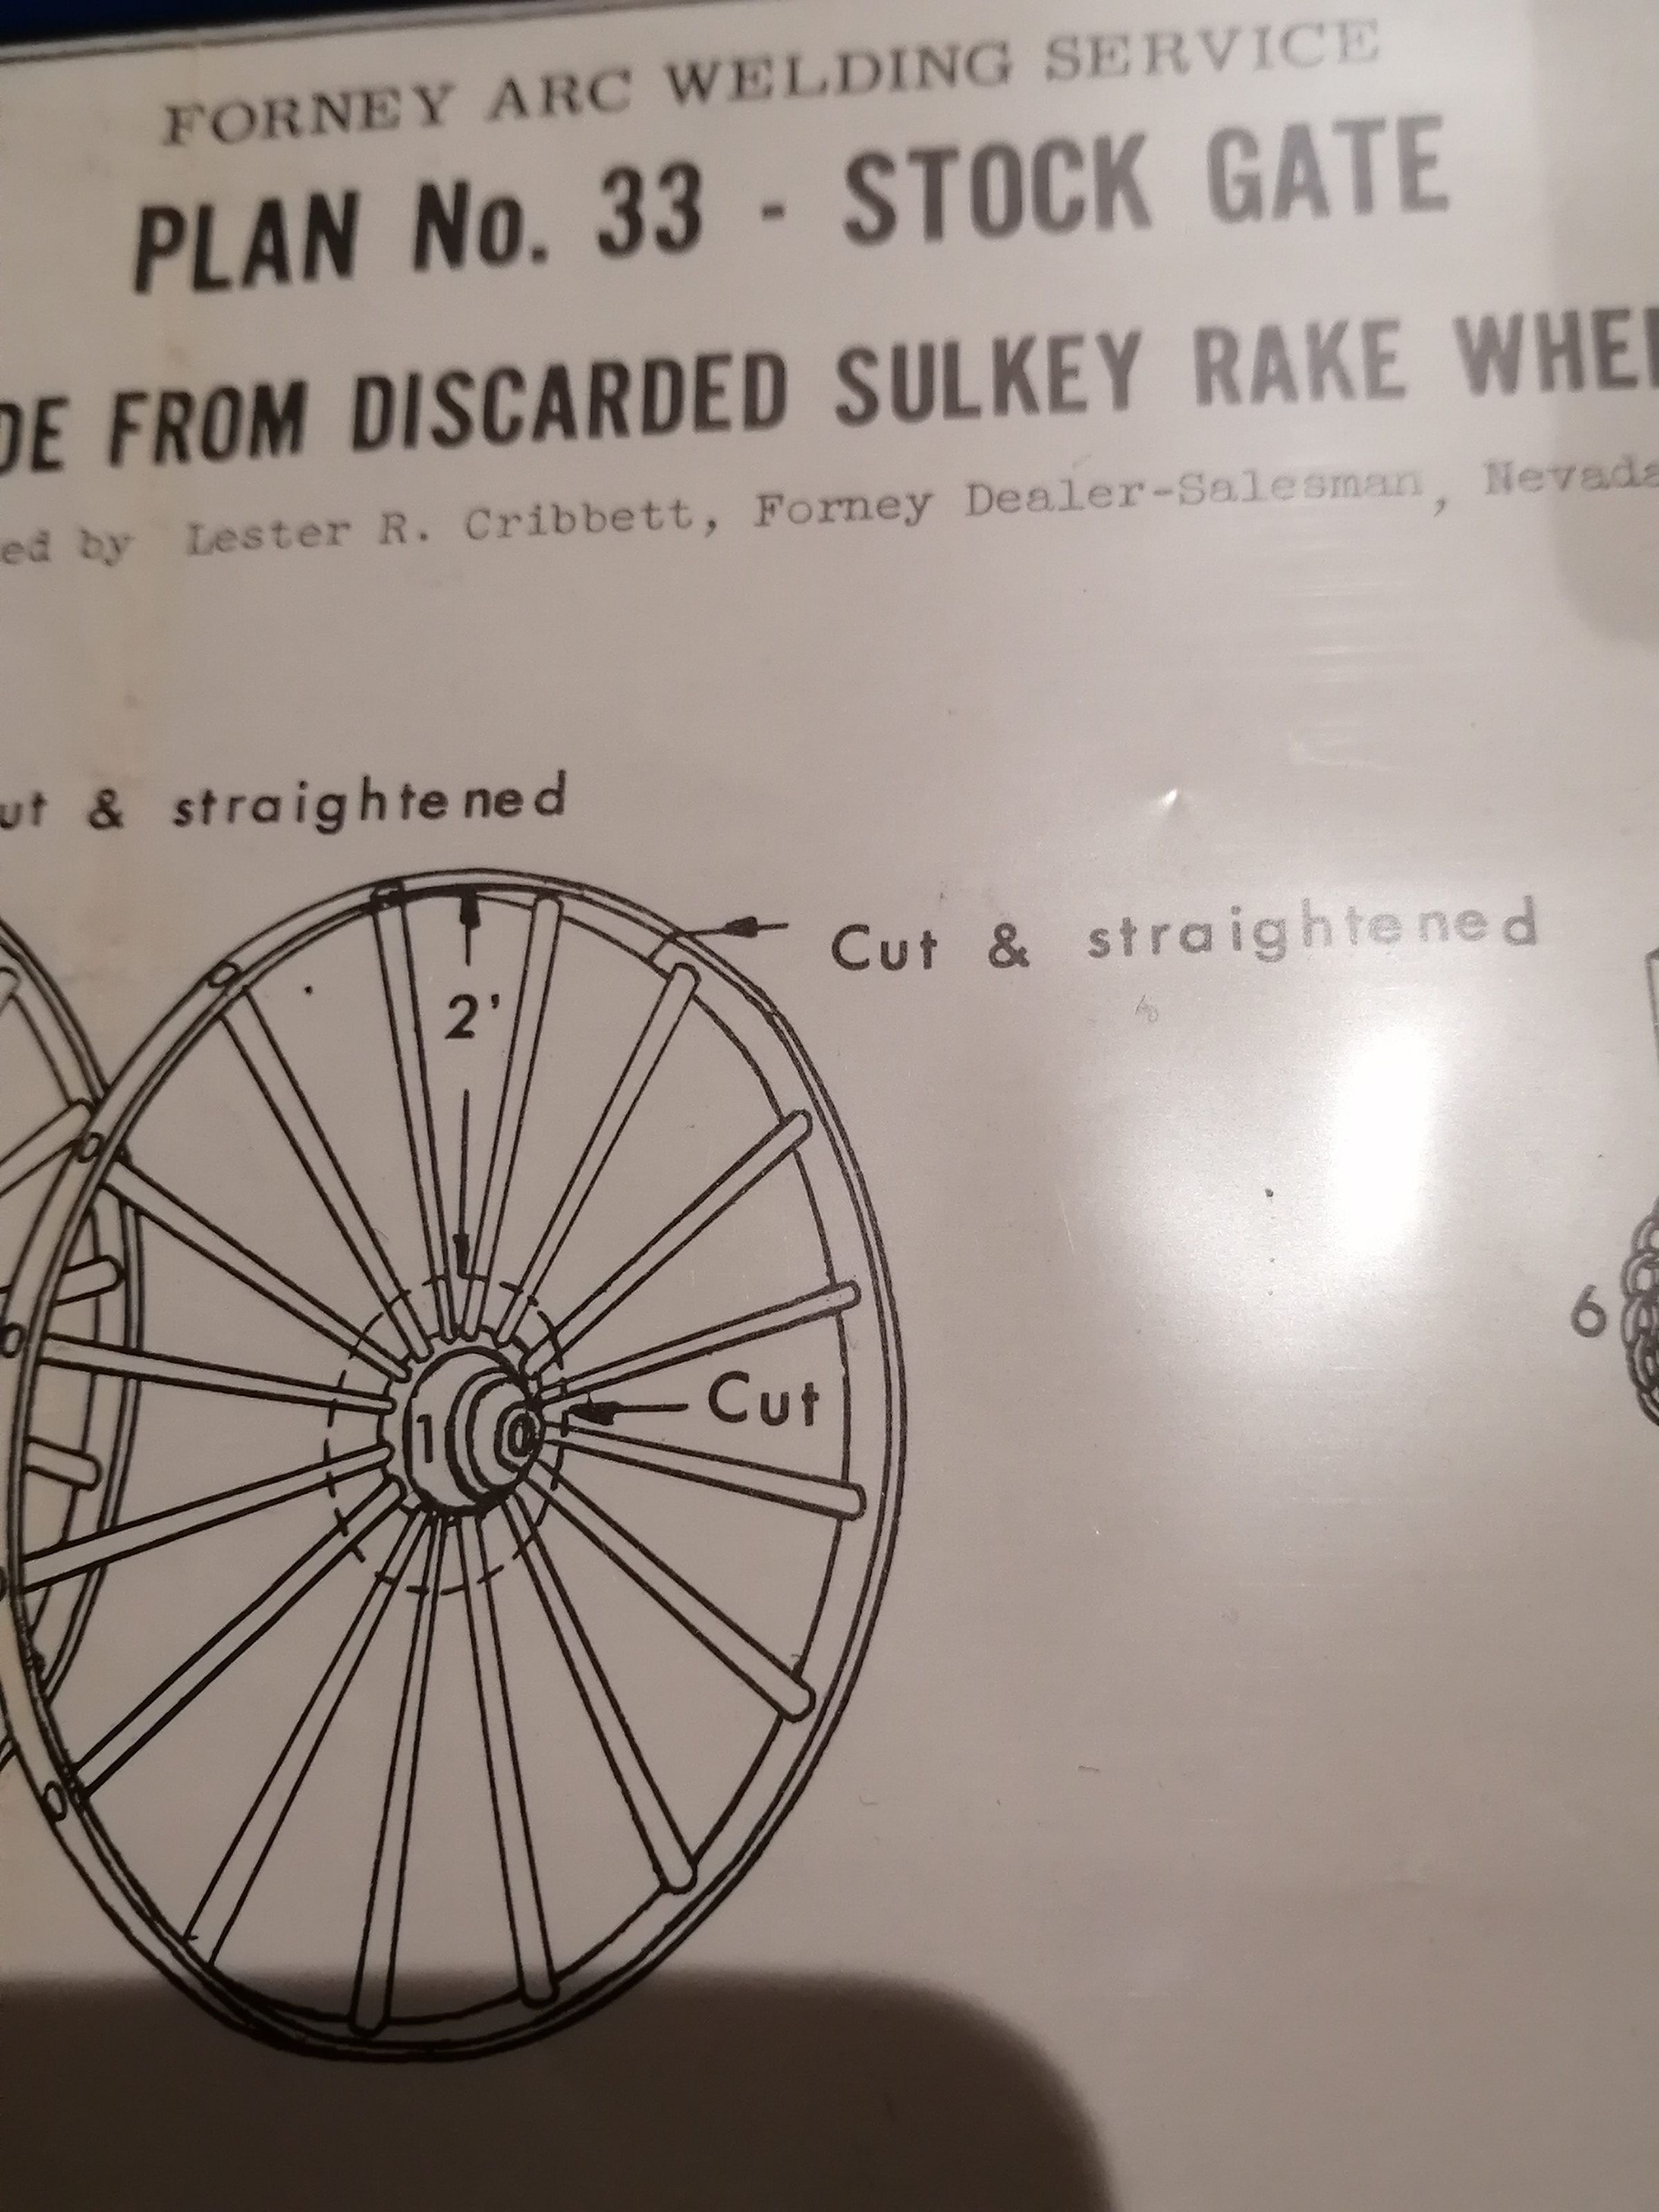 FORNEY ARC WELDING SERVICE
PLAN No. 33 - STOCK GATE
DE FROM DISCARDED SULKEY RAKE WHE
ed by Lester R. Cribbett, Forney Dealer-Salesman, Nevada
ut & straightened
Cut & straightened
2'
6
Cut
1